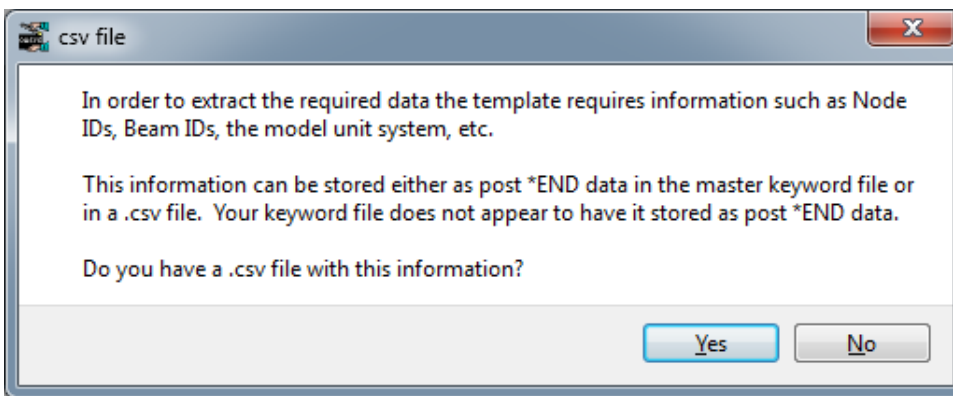 csv file
In order to extract the required data the template requires information such as Node
IDs, Beam IDs, the model unit system, etc.
This information can be stored either as post *END data in the master keyword file or
in a .csv file.  Your keyword file does not appear to have it stored as post *END data.
Do you have a .csv file with this information?
Yes
No